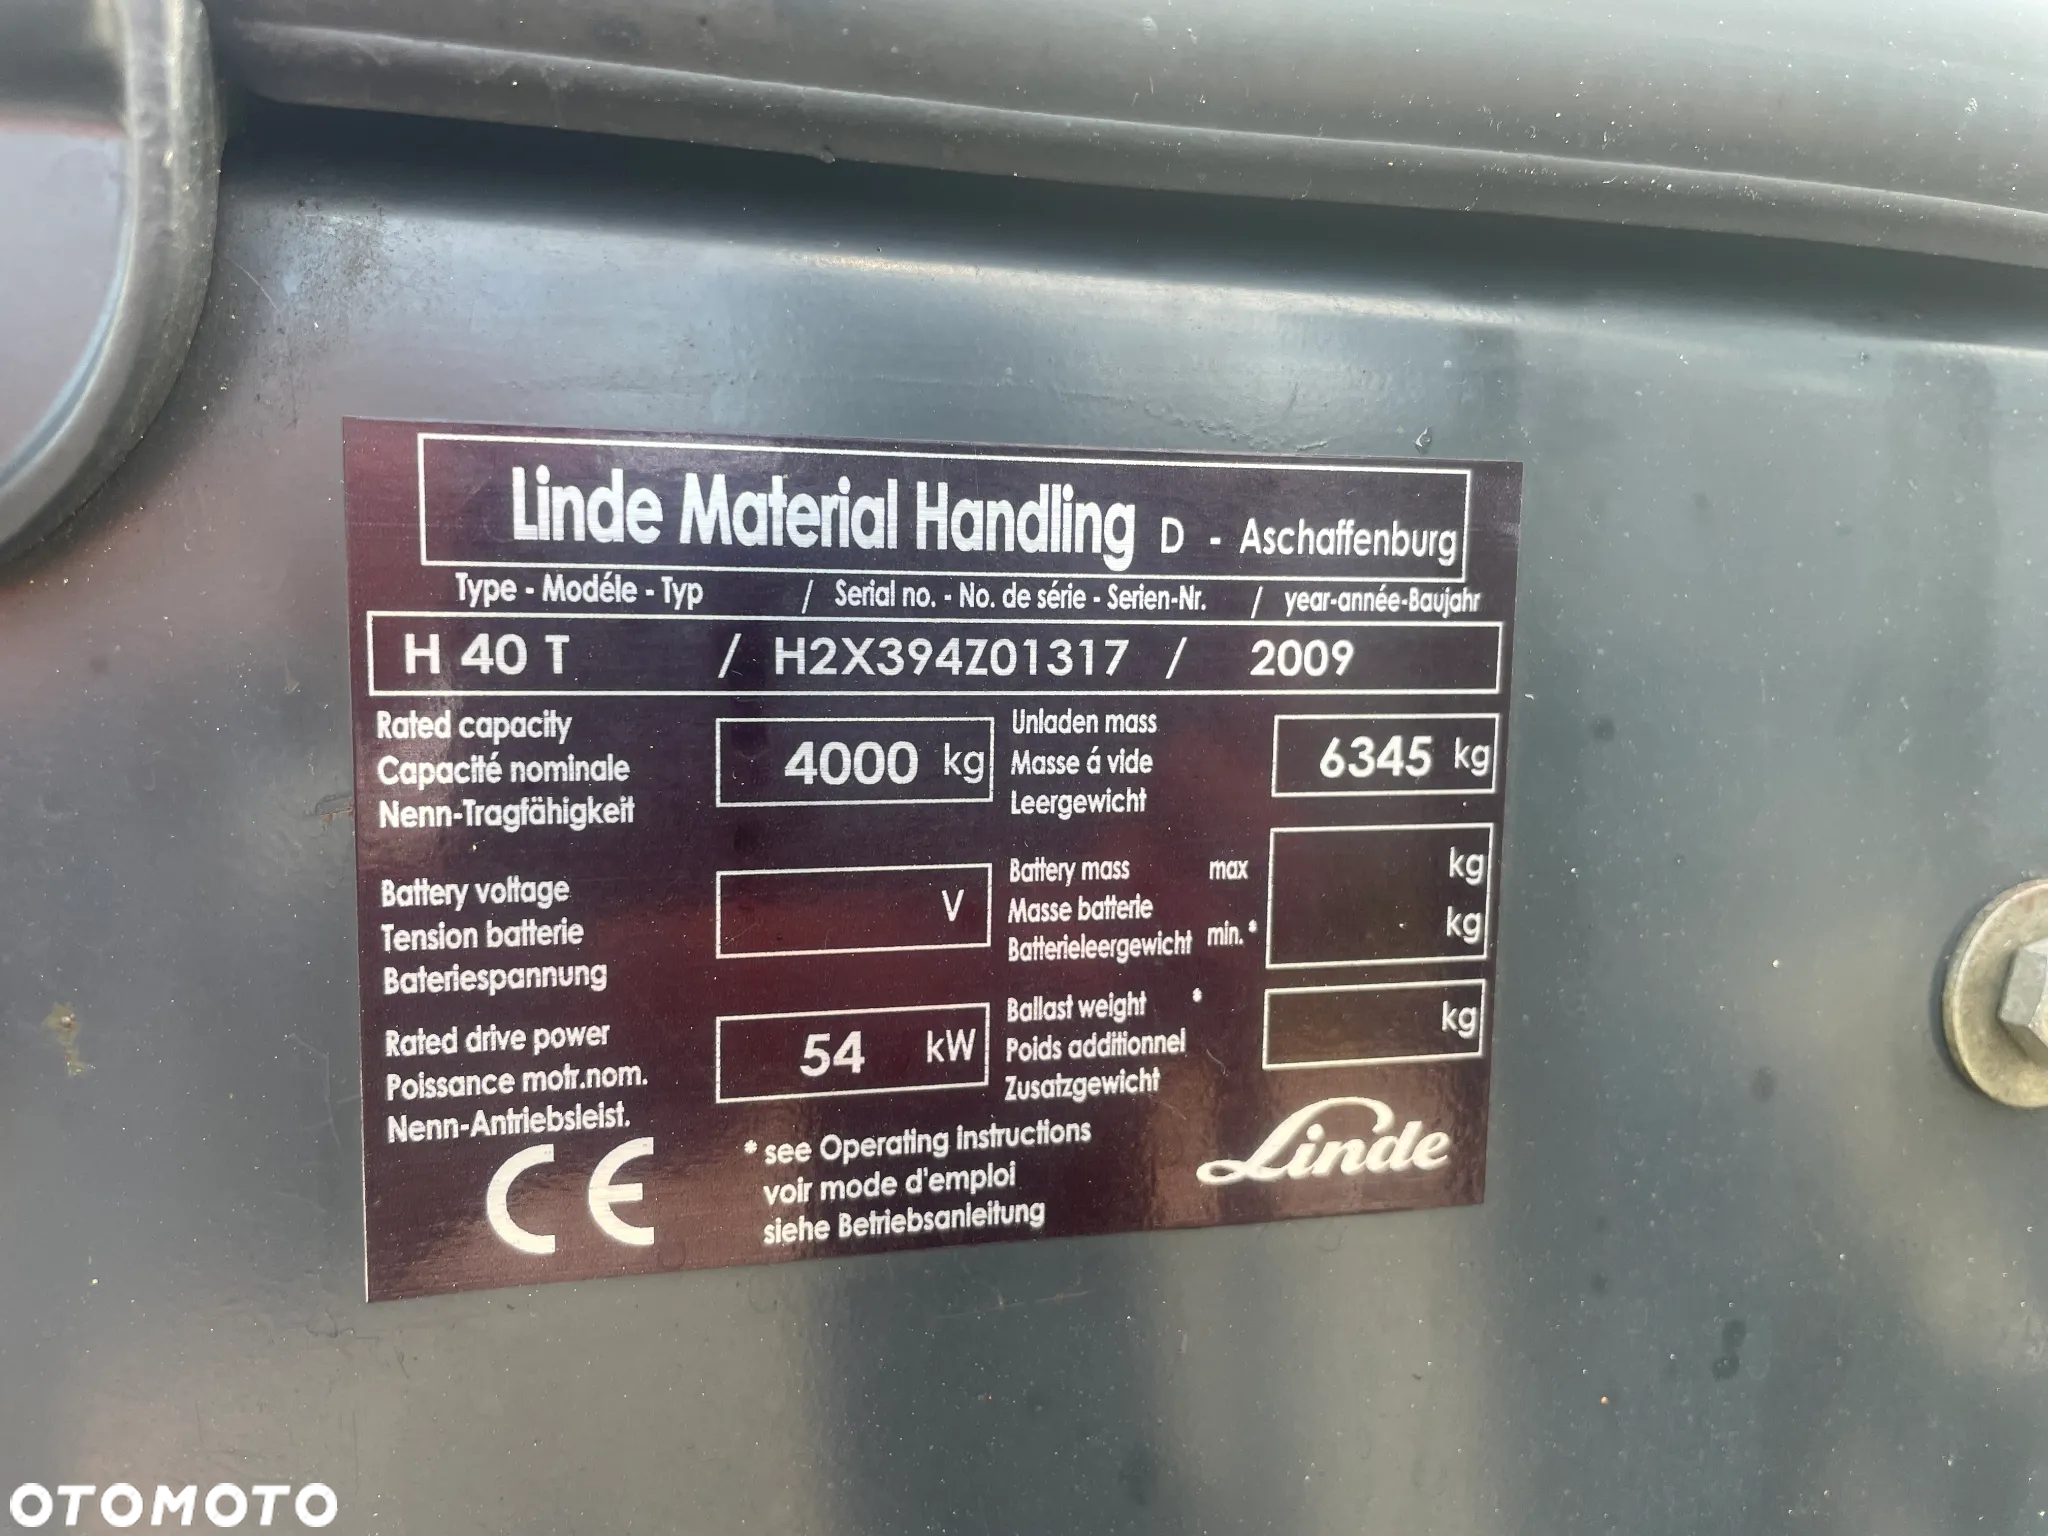 Linde Material Handling D - Aschaffenburg
Type - Modéle - Typ / Serial no. - No. de série - Serien-Nr. / year-année-Baujahr
H 40 T / H2X394Z01317 / 2009
Rated capacity
Capacité nominale
Nenn-Tragfähigkeit
4000 kg
Unladen mass
Masse á vide
Leergewicht
6345 kg
Battery voltage
Tension batterie
Bateriespannung
V
Battery mass max kg
Masse batterie
Batterieleergewicht min.* kg
Rated drive power
Poissance motr.nom.
Nenn-Antriebsleist.
54 kW
Ballast weight *
Poids additionnel
Zusatzgewicht
kg
CE
* see Operating instructions
voir mode d'emploi
siehe Betriebsanleitung
Linde
OTOMOTO